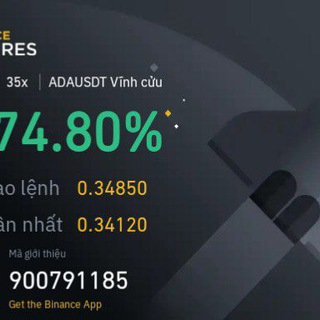 CE
RES
35x | ADAUSDT Vĩnh cửu
74.80%
ao lệnh 0.34850
ần nhất 0.34120
Mã giới thiệu
900791185
Get the Binance App